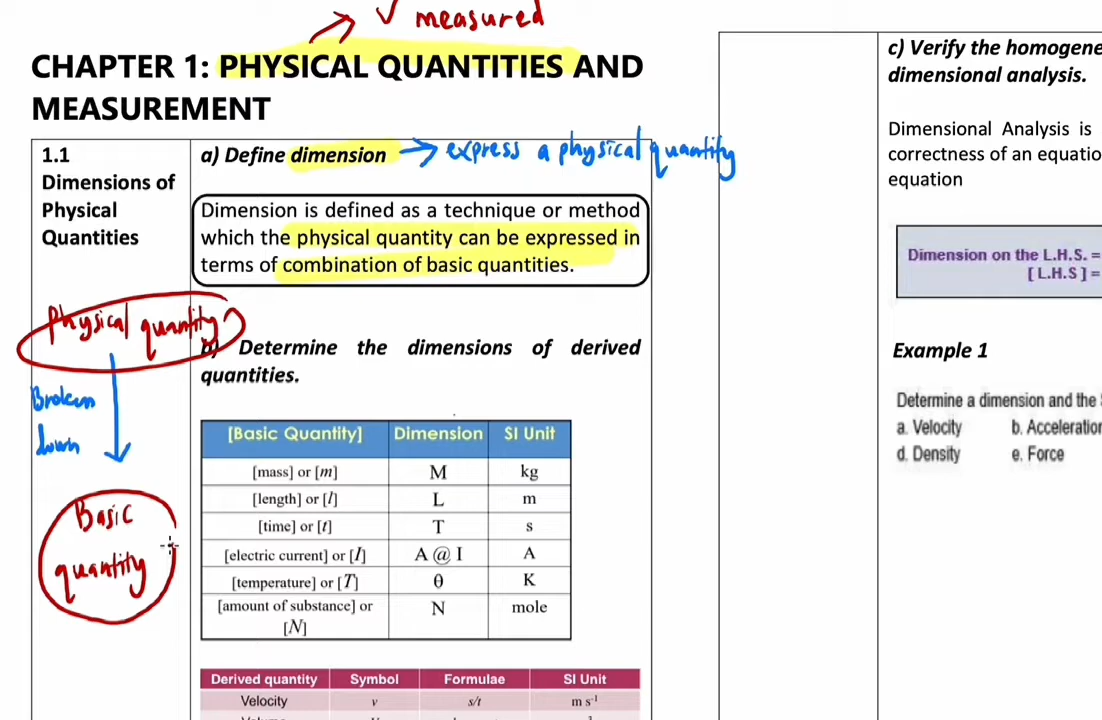 ✓ measured
CHAPTER 1: PHYSICAL QUANTITIES AND
MEASUREMENT
1.1
Dimensions of
Physical
Quantities
a) Define dimension → express a physical quantity
Dimension is defined as a technique or method
which the physical quantity can be expressed in
terms of combination of basic quantities.
Physical quantity
Broken
down
Basic
quantity
b) Determine the dimensions of derived
quantities.
[Basic Quantity] Dimension SI Unit
[mass] or [m] M kg
[length] or [l] L m
[time] or [t] T s
[electric current] or [I] A @ I A
[temperature] or [T] θ K
[amount of substance] or
[N] N mole
Derived quantity Symbol Formulae SI Unit
Velocity v s/t m s⁻¹
c) Verify the homogene
dimensional analysis.
Dimensional Analysis is
correctness of an equatio
equation
Dimension on the L.H.S. =
[ L.H.S ] =
Example 1
Determine a dimension and the
a. Velocity b. Acceleration
d. Density e. Force